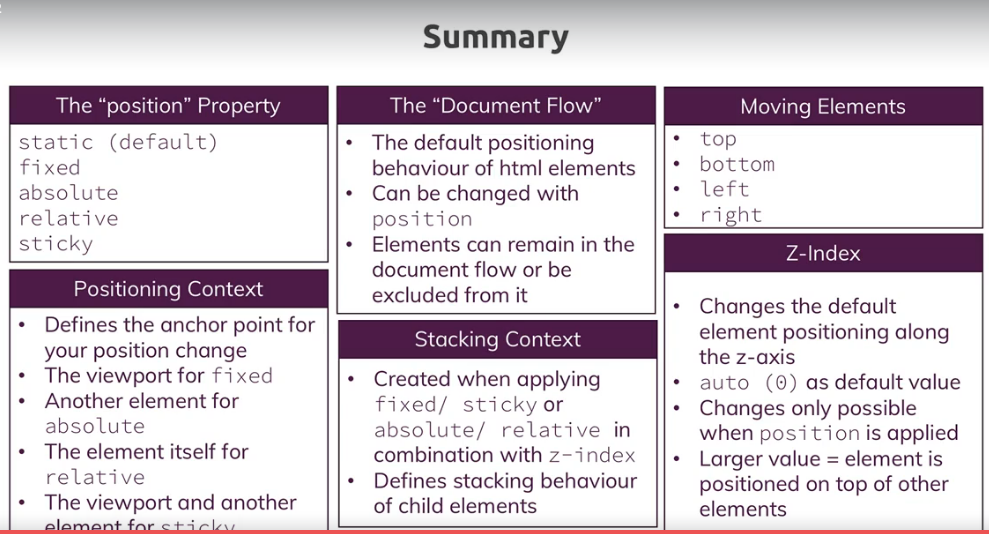 Summary
The “position” Property
static (default)
fixed
absolute
relative
sticky
Positioning Context
• Defines the anchor point for
your position change
• The viewport for fixed
• Another element for
absolute
• The element itself for
relative
• The viewport and another
element for sticky
The “Document Flow”
• The default positioning
behaviour of html elements
• Can be changed with
position
• Elements can remain in the
document flow or be
excluded from it
Stacking Context
• Created when applying
fixed/ sticky or
absolute/ relative in
combination with z-index
• Defines stacking behaviour
of child elements
Moving Elements
• top
• bottom
• left
• right
Z-Index
• Changes the default
element positioning along
the z-axis
• auto (0) as default value
• Changes only possible
when position is applied
• Larger value = element is
positioned on top of other
elements